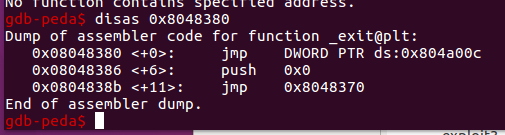 No function contains specified address.
gdb-peda$ disas 0x8048380
Dump of assembler code for function _exit@plt:
   0x08048380 <+0>:     jmp    DWORD PTR ds:0x804a00c
   0x08048386 <+6>:     push   0x0
   0x0804838b <+11>:    jmp    0x8048370
End of assembler dump.
gdb-peda$
exploit2